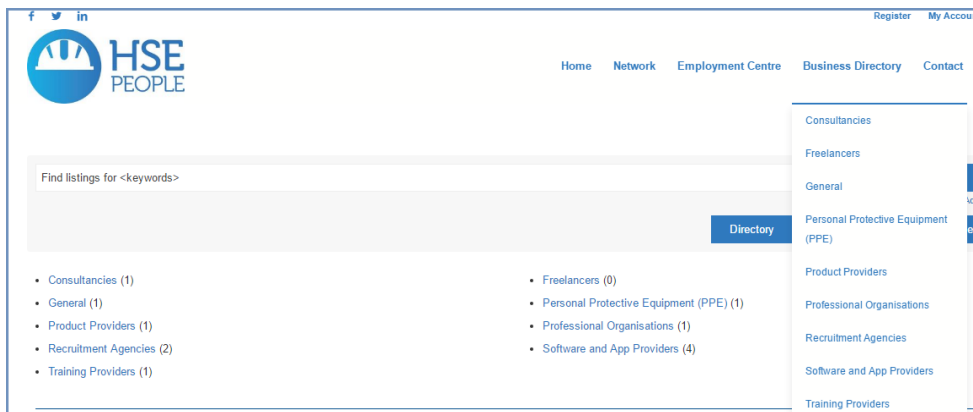 Register My Accou
HSE
PEOPLE
Home Network Employment Centre Business Directory Contact
Consultancies
Freelancers
General
Personal Protective Equipment
(PPE)
Product Providers
Professional Organisations
Recruitment Agencies
Software and App Providers
Training Providers
Find listings for <keywords>
Directory
Consultancies (1)
General (1)
Product Providers (1)
Recruitment Agencies (2)
Training Providers (1)
Freelancers (0)
Personal Protective Equipment (PPE) (1)
Professional Organisations (1)
Software and App Providers (4)